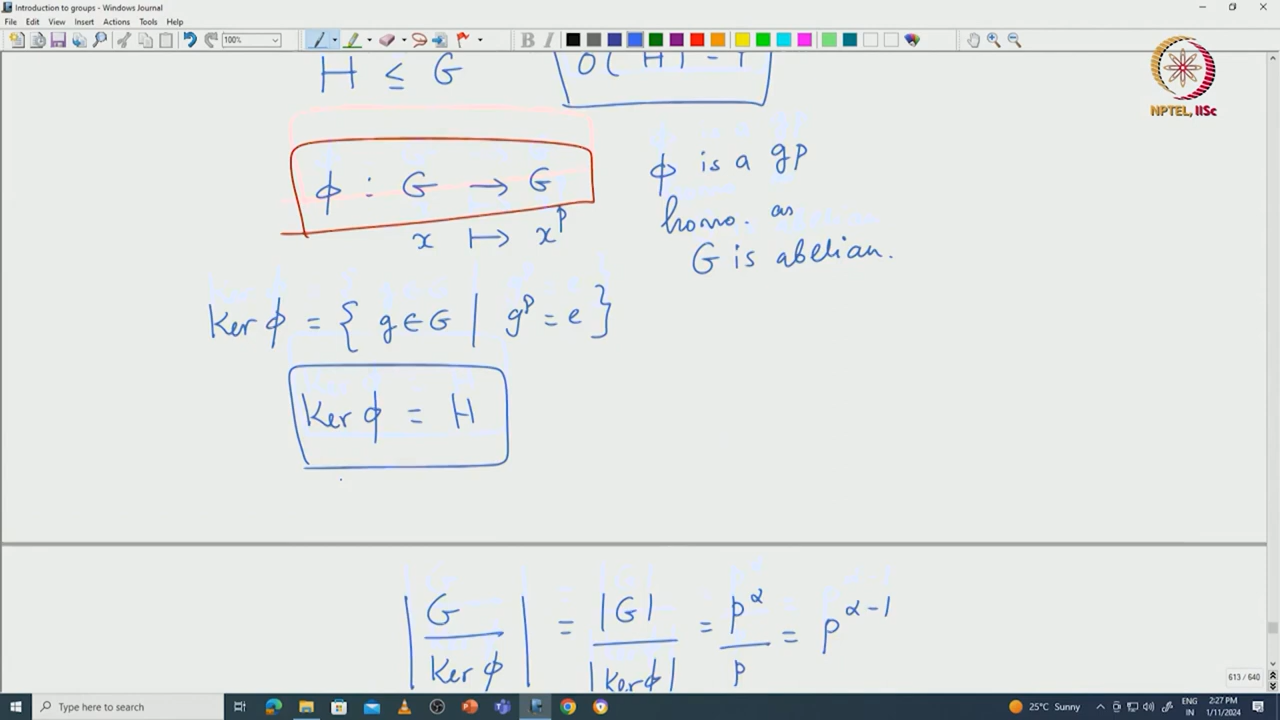 Introduction to groups - Windows Journal
File Edit View Insert Actions Tools Help
100%
B I
NPTEL, IISc
H ≤ G O( H ) = p
ϕ : G → G
x ↦ x^p
ϕ is a gp
homo. as
G is abelian.
Ker ϕ = { g ∈ G | g^p = e }
Ker ϕ = H
| G / Ker ϕ | = |G| / |Ker ϕ| = p^α / p = p^(α-1)
613 / 640
Type here to search
25°C Sunny
ENG
IN
2:27 PM
1/11/2024